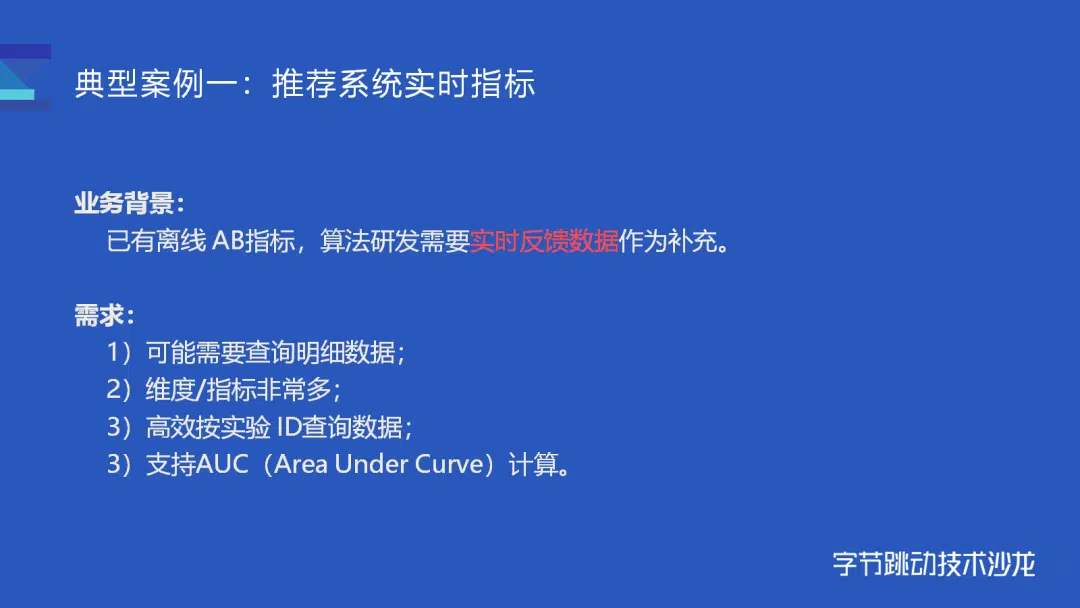 典型案例一：推荐系统实时指标
业务背景：
已有离线 AB指标，算法研发需要实时反馈数据作为补充。
需求：
1）可能需要查询明细数据；
2）维度/指标非常多；
3）高效按实验 ID查询数据；
3）支持AUC（Area Under Curve）计算。
字节跳动技术沙龙